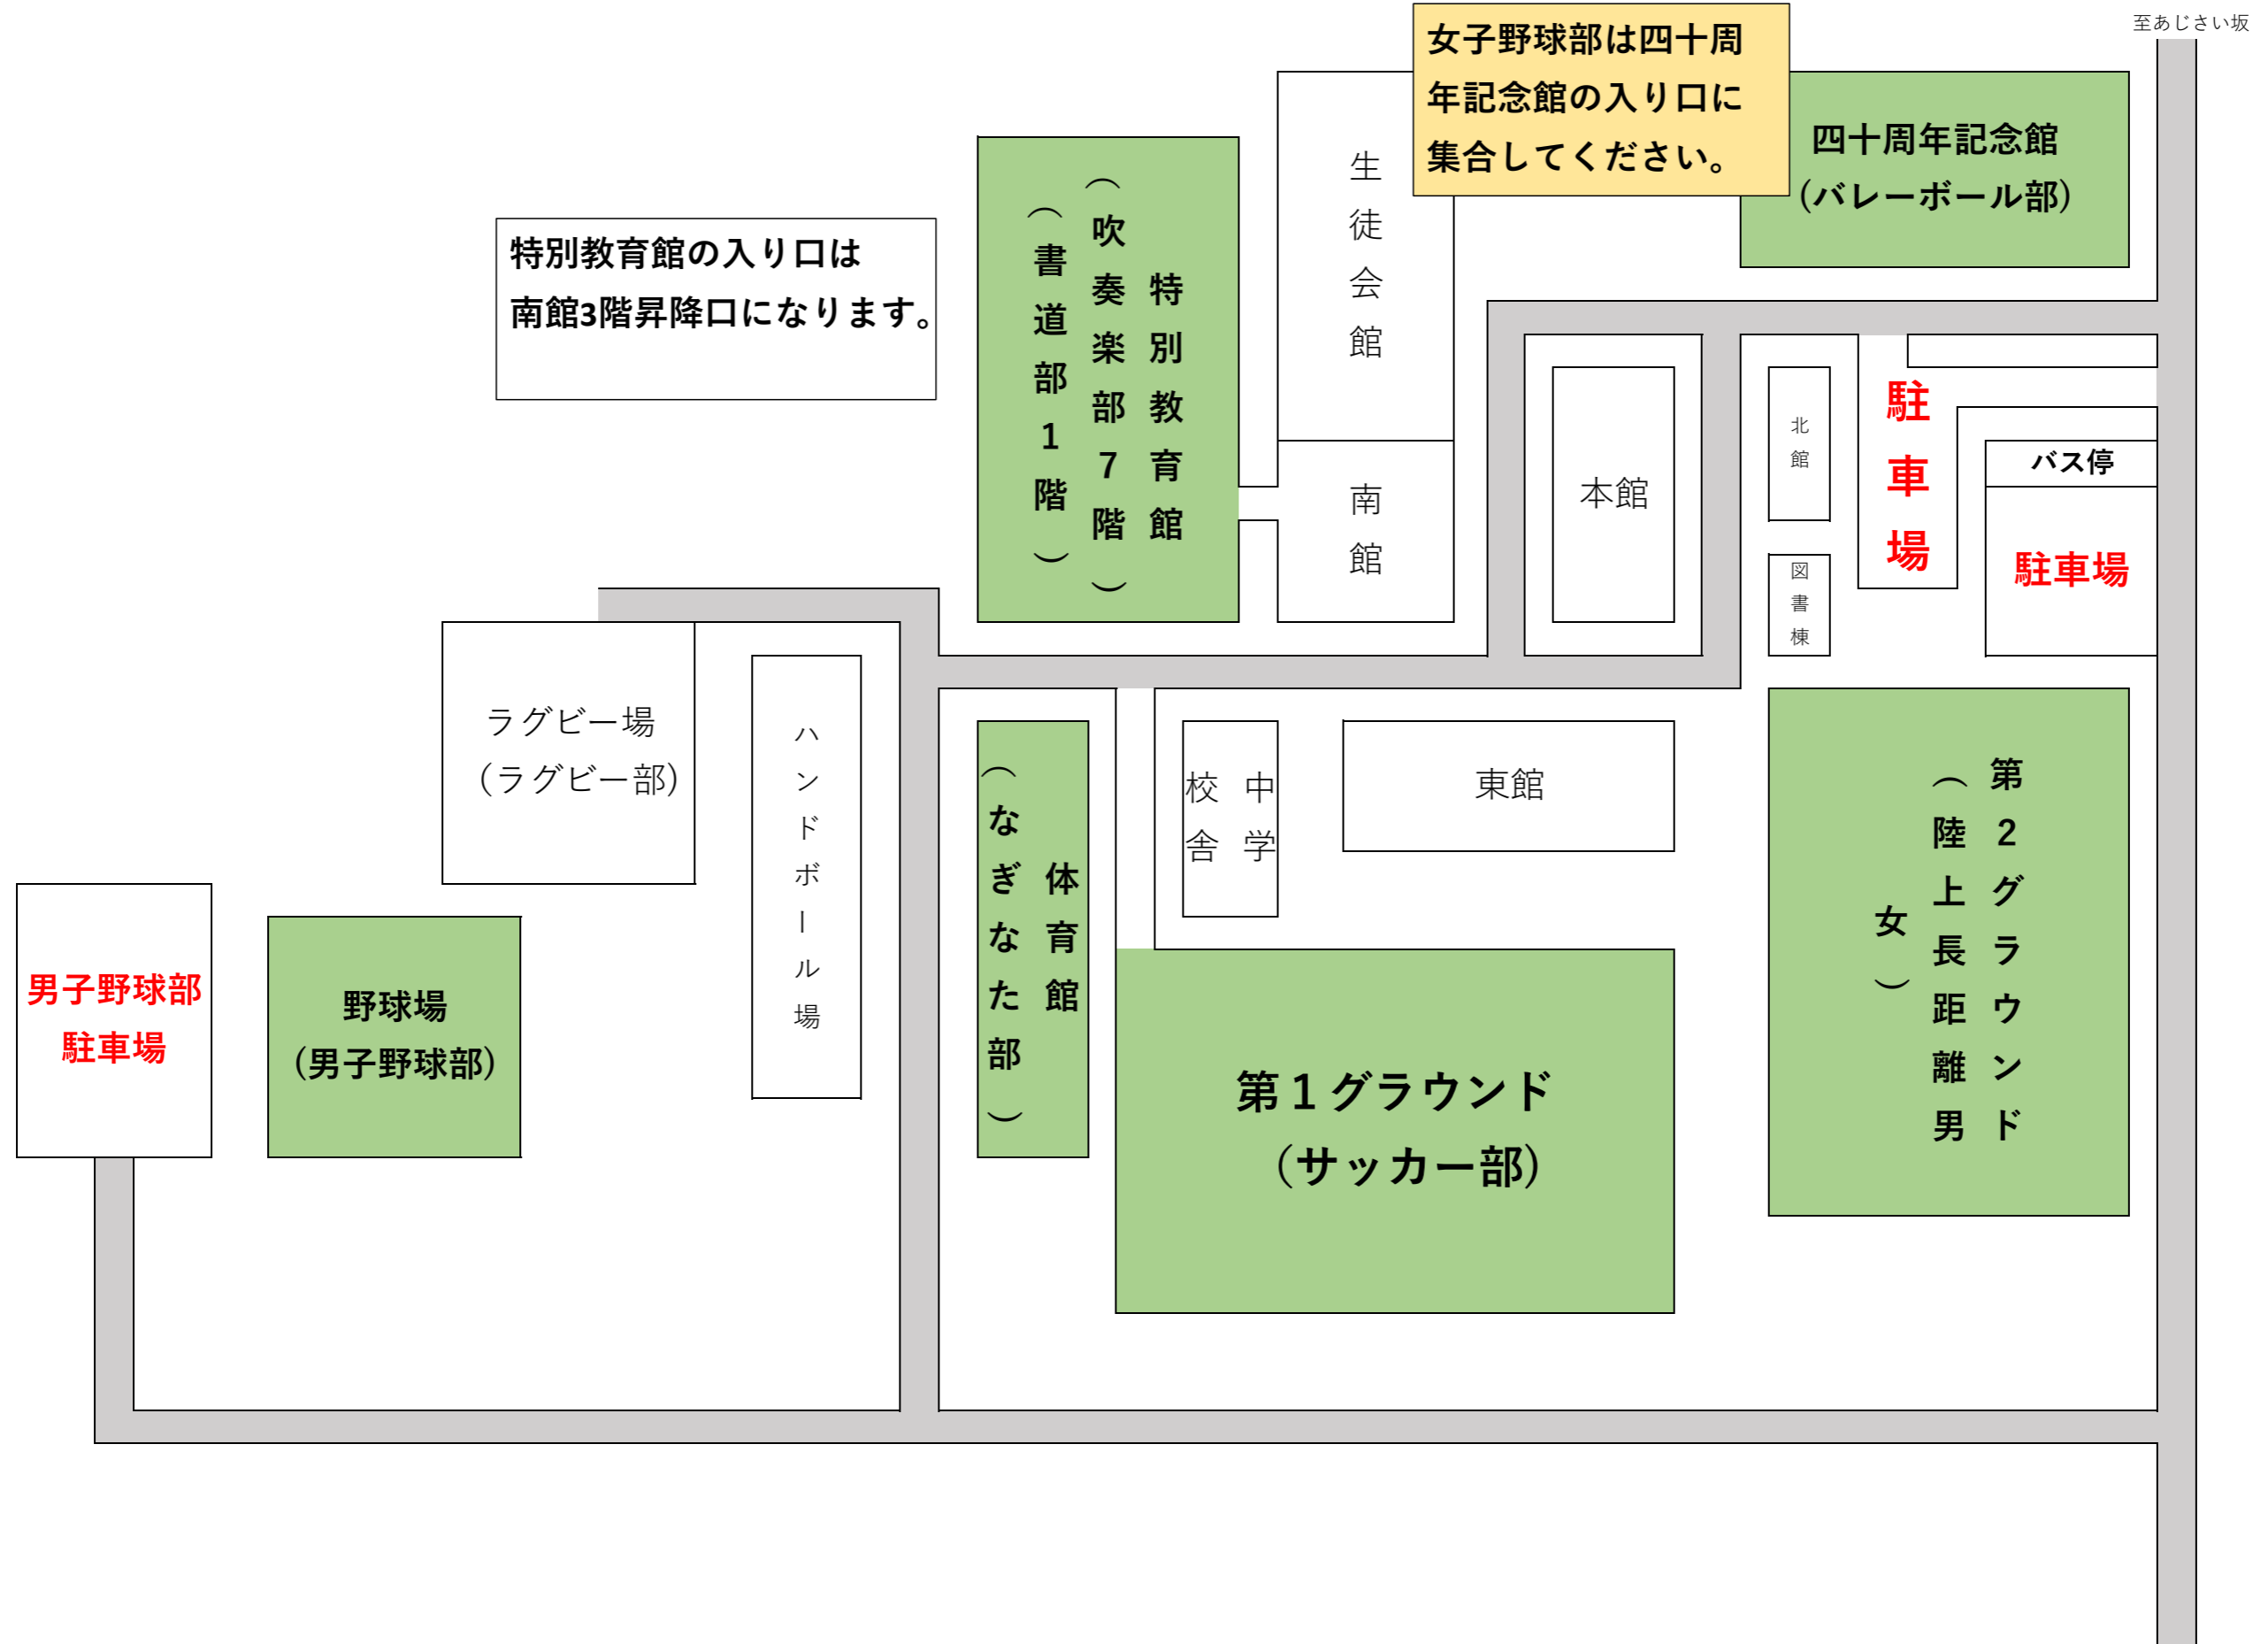 至あじさい坂
女子野球部は四十周
年記念館の入り口に
集合してください。
四十周年記念館
（バレーボール部）
特別教育館の入り口は
南館3階昇降口になります。
特別教育館
（吹奏楽部7階）
（書道部1階）
生徒会館
南館
本館
北館
図書棟
駐車場
バス停
駐車場
ラグビー場
（ラグビー部）
ハンドボール場
体育館
（なぎなた部）
中学
校舎
東館
第２グラウンド
（陸上長距離男
女）
男子野球部
駐車場
野球場
（男子野球部）
第１グラウンド
（サッカー部）